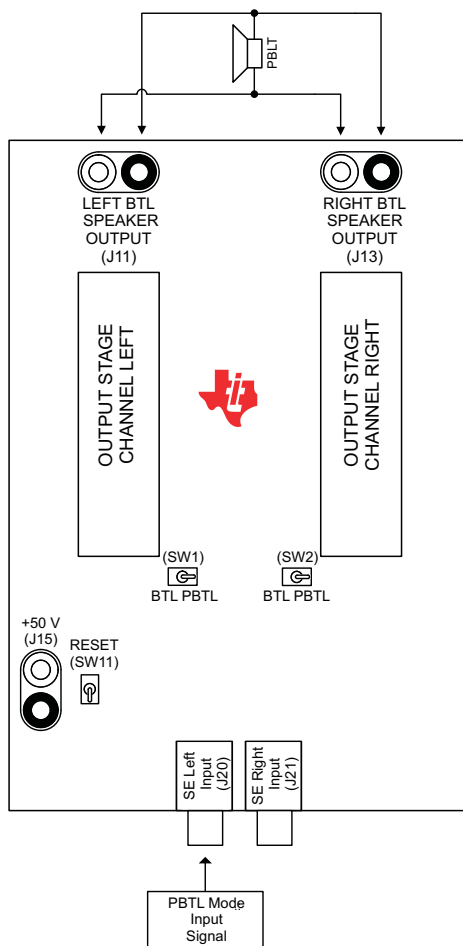 PBLT
LEFT BTL
SPEAKER
OUTPUT
(J11)
RIGHT BTL
SPEAKER
OUTPUT
(J13)
OUTPUT STAGE
CHANNEL LEFT
OUTPUT STAGE
CHANNEL RIGHT
(SW1)
BTL PBTL
(SW2)
BTL PBTL
+50 V
(J15)
RESET
(SW11)
SE Left
Input
(J20)
SE Right
Input
(J21)
PBTL Mode
Input
Signal